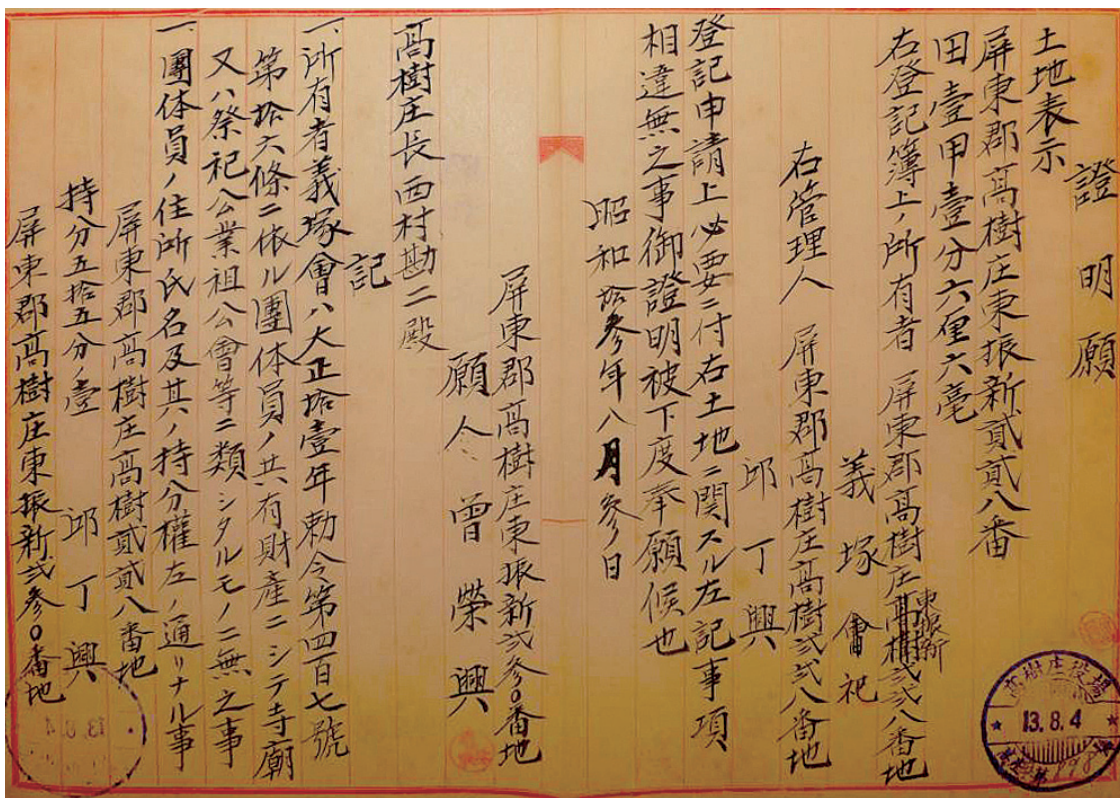 證明願
土地表示
屏東郡高樹庄東振新貳貳八番
田壹甲壹分六厘六毫
右登記簿上ノ所有者 屏東郡高樹庄東振新貳貳八番地
義塚會祀
右管理人 屏東郡高樹庄高樹貳貳八番地
邱丁興
登記申請上必要ニ付右土地ニ関スル左記事項
相違無之事御證明被下度奉願候也
昭和拾參年八月參日
屏東郡高樹庄東振新貳參〇番地
願人 曾榮興
高樹庄長西村勘二殿
記
一、所有者義塚會ハ大正拾壹年勅令第四百七號
第拾六條ニ依ル團体員ノ共有財產ニシテ寺廟
又ハ祭祀公業祖公會等ニ類シタルモノニ無之事
一、團体員ノ住所氏名及其ノ持分權左ノ通リナル事
屏東郡高樹庄高樹貳貳八番地
持分五拾五分ノ壹 邱丁興
屏東郡高樹庄東振新貳參〇番地
高樹庄役場
13.8.4